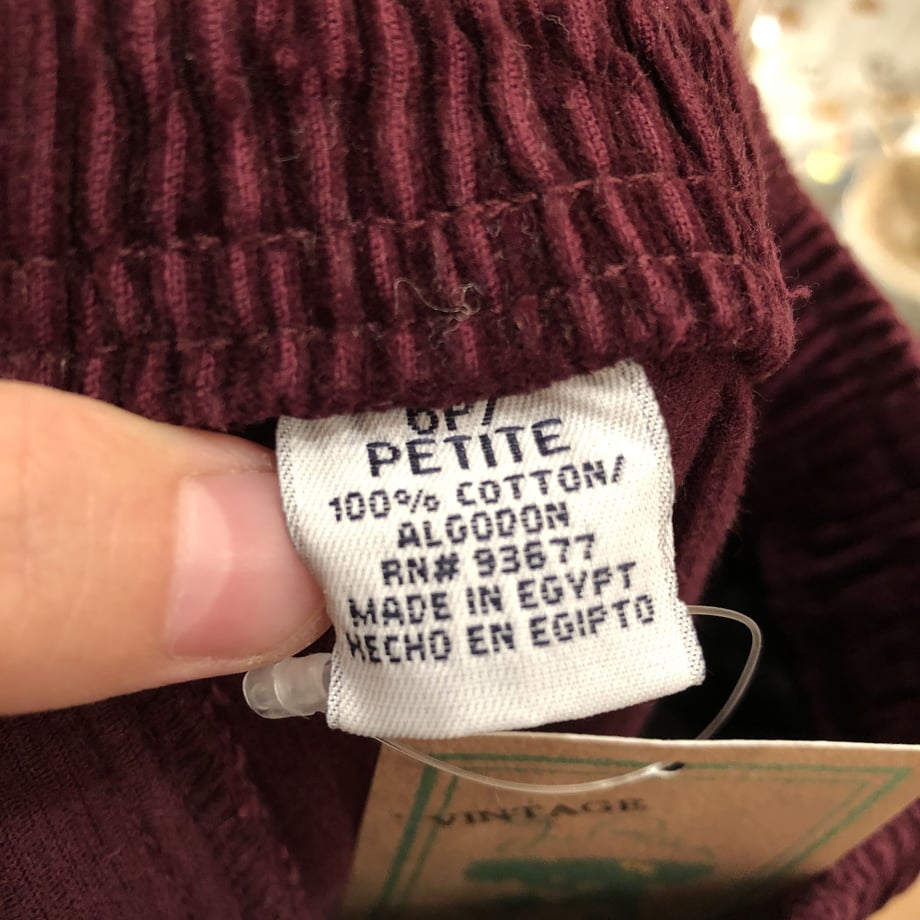 6P/
PETITE
100% COTTON/
ALGODON
RN# 93677
MADE IN EGYPT
HECHO EN EGIPTO
VINTAGE